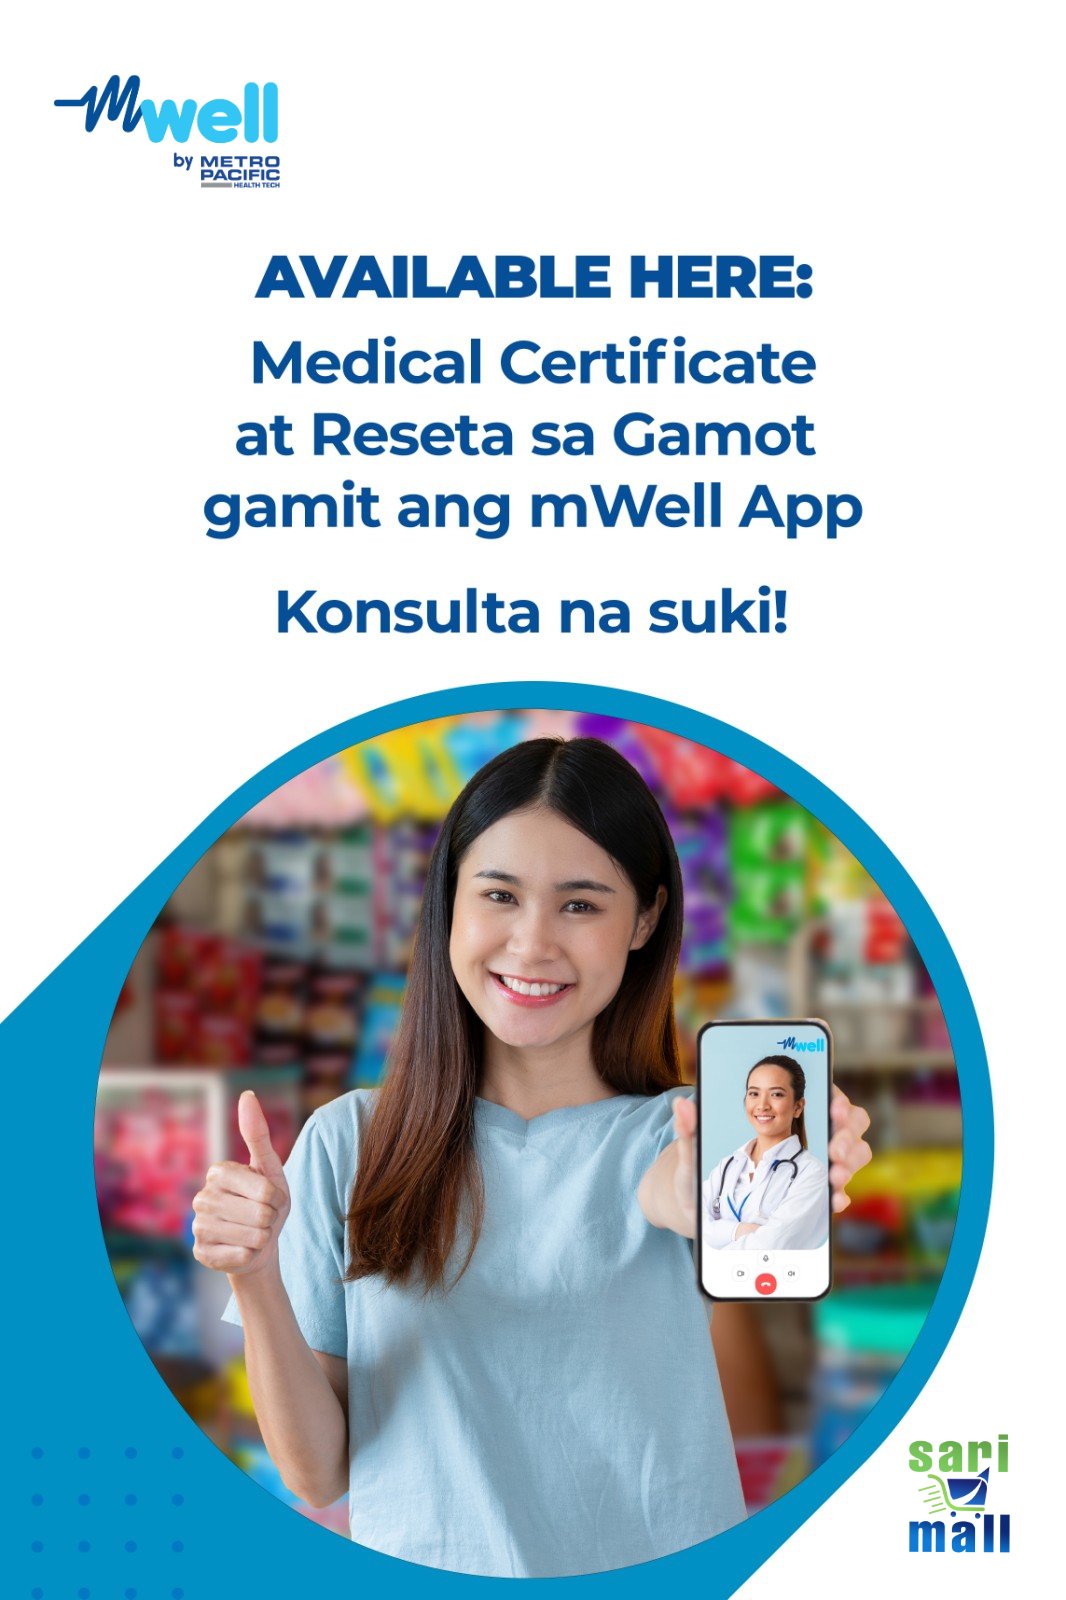 Mwell
by METRO
PACIFIC
HEALTH TECH
AVAILABLE HERE:
Medical Certificate
at Reseta sa Gamot
gamit ang mWell App
Konsulta na suki!
Mwell
sari
mall